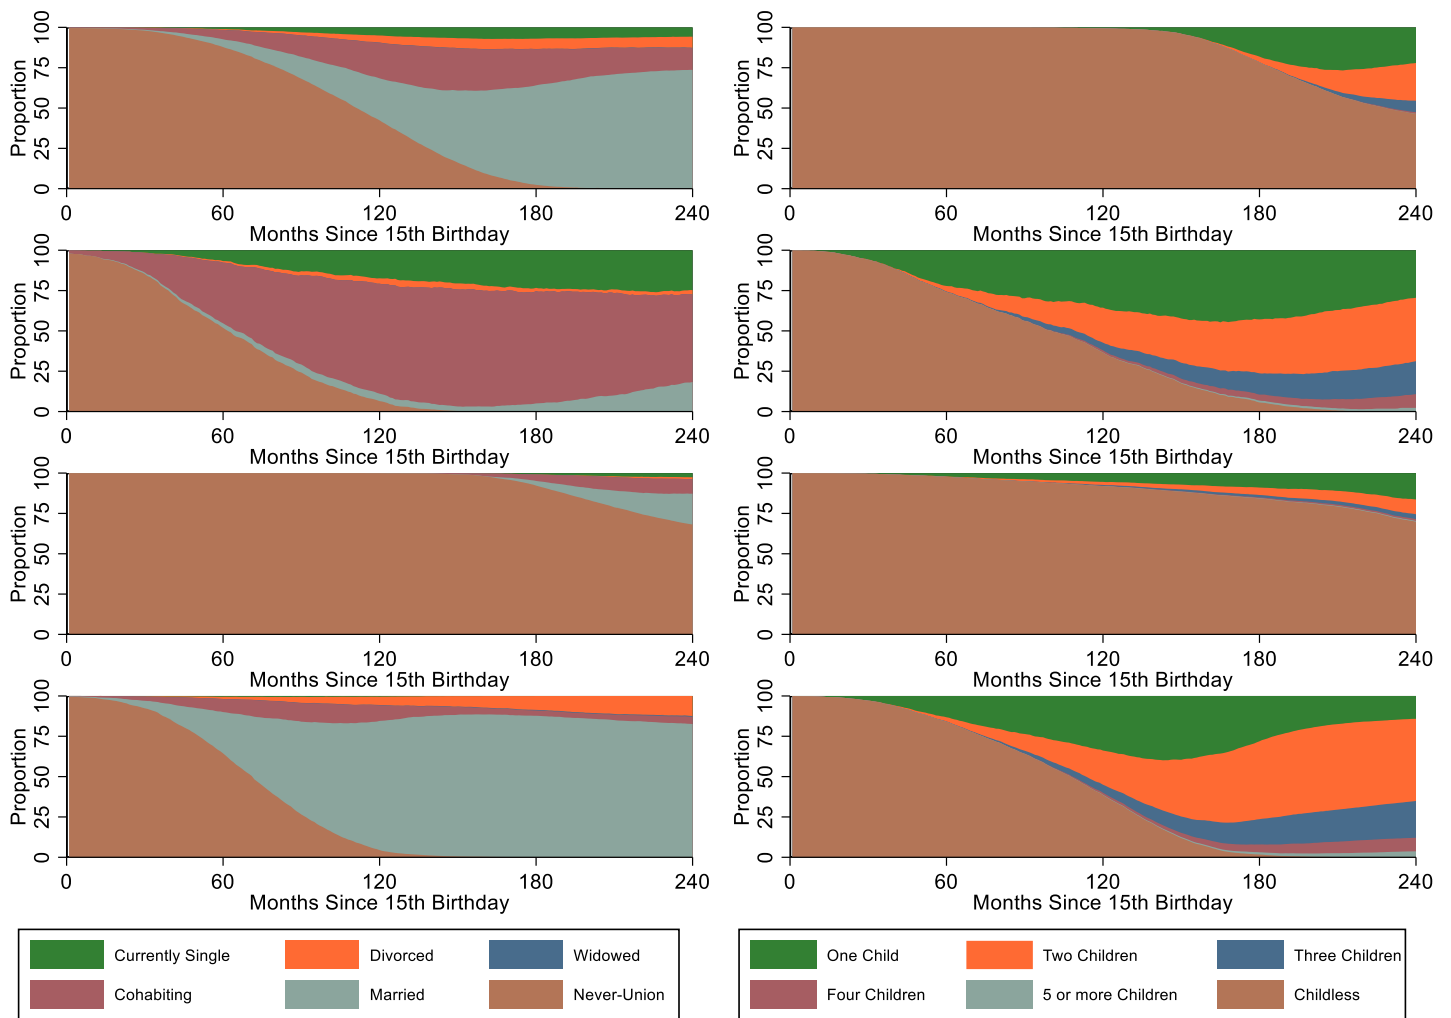 Proportion
0 25 50 75 100
0 60 120 180 240
Months Since 15th Birthday
Proportion
0 25 50 75 100
0 60 120 180 240
Months Since 15th Birthday
Proportion
0 25 50 75 100
0 60 120 180 240
Months Since 15th Birthday
Proportion
0 25 50 75 100
0 60 120 180 240
Months Since 15th Birthday
Proportion
0 25 50 75 100
0 60 120 180 240
Months Since 15th Birthday
Proportion
0 25 50 75 100
0 60 120 180 240
Months Since 15th Birthday
Proportion
0 25 50 75 100
0 60 120 180 240
Months Since 15th Birthday
Proportion
0 25 50 75 100
0 60 120 180 240
Months Since 15th Birthday
Currently Single Divorced Widowed
Cohabiting Married Never-Union
One Child Two Children Three Children
Four Children 5 or more Children Childless